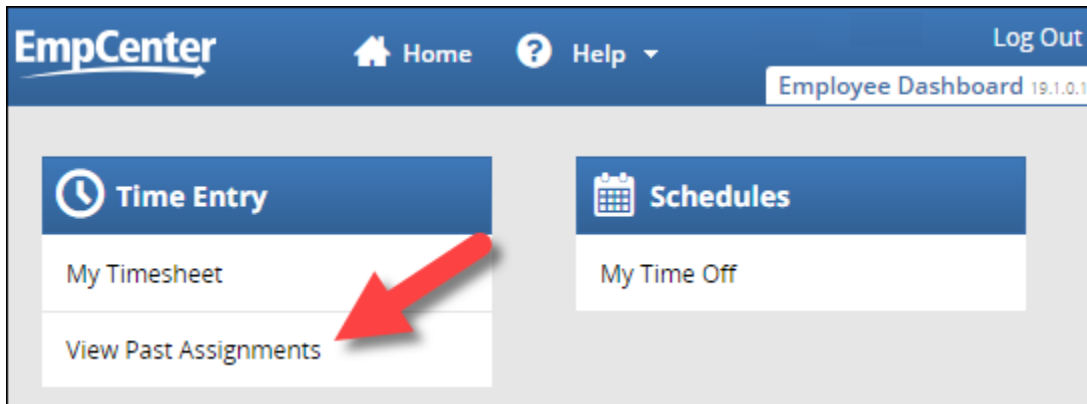 EmpCenter
Home
? Help
Log Out
Employee Dashboard 19.1.0.1
Time Entry
My Timesheet
View Past Assignments
Schedules
My Time Off